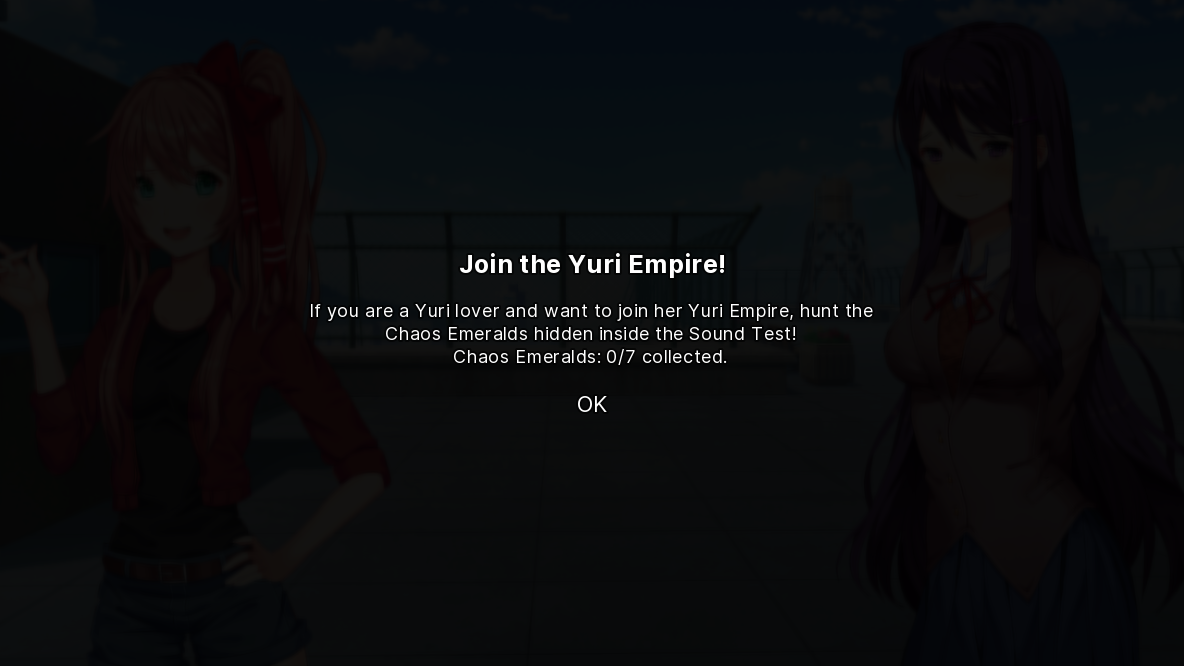 Join the Yuri Empire!
If you are a Yuri lover and want to join her Yuri Empire, hunt the
Chaos Emeralds hidden inside the Sound Test!
Chaos Emeralds: 0/7 collected.
OK